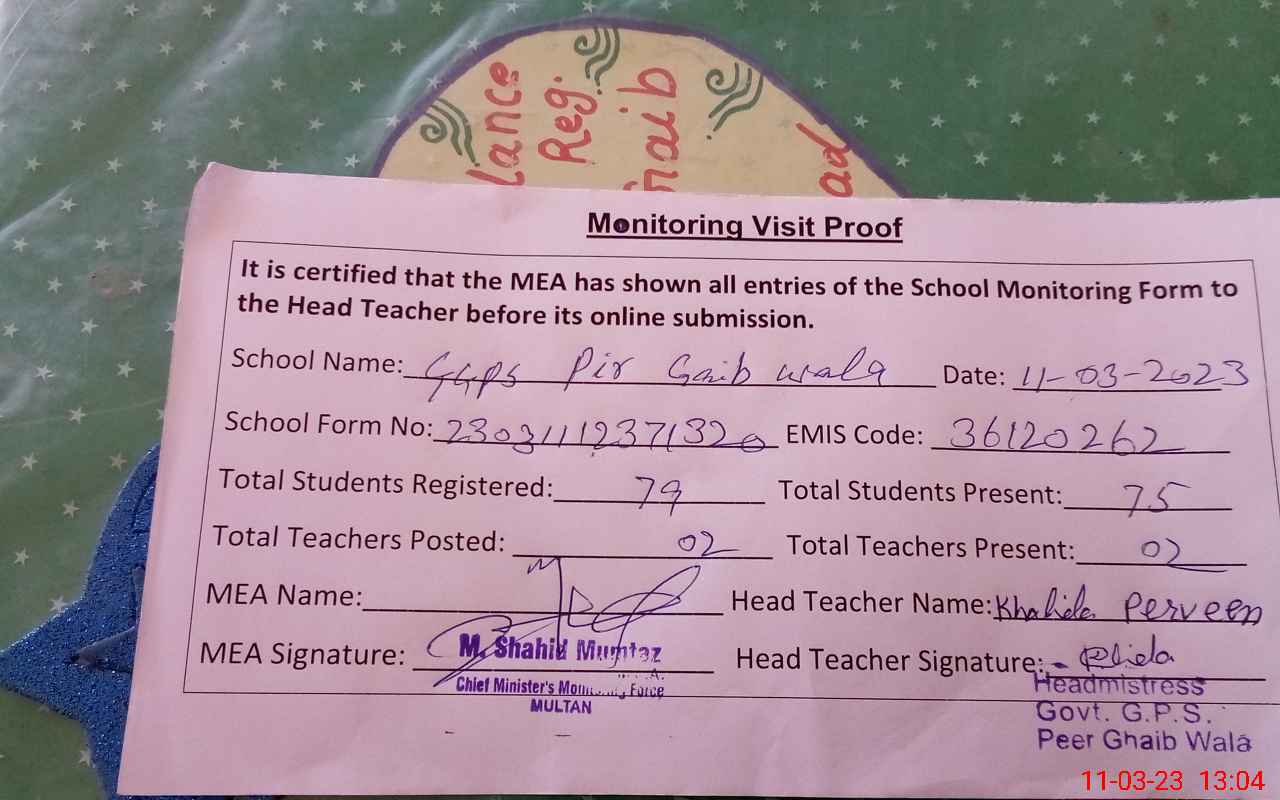 lance
Reg.
haib
ad
Monitoring Visit Proof
It is certified that the MEA has shown all entries of the School Monitoring Form to
the Head Teacher before its online submission.
School Name: GGPS Pir Gaib wala Date: 11-03-2023
School Form No: 2303111237132o EMIS Code: 36120262
Total Students Registered: 79 Total Students Present: 75
Total Teachers Posted: 02 Total Teachers Present: 02
MEA Name: Head Teacher Name: Khalida Perveen
MEA Signature: Head Teacher Signature:
M. Shahid Mumtaz
Chief Minister's Force
MULTAN
Headmistress
Govt. G.P.S.
Peer Ghaib Wala
11-03-23 13:04